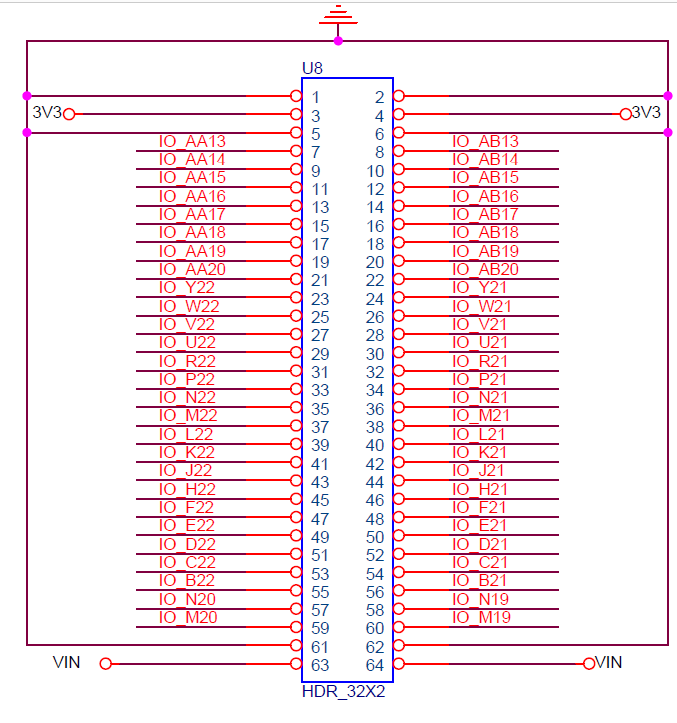 U8
1 2
3V3 3 4 3V3
5 6
IO_AA13 7 8 IO_AB13
IO_AA14 9 10 IO_AB14
IO_AA15 11 12 IO_AB15
IO_AA16 13 14 IO_AB16
IO_AA17 15 16 IO_AB17
IO_AA18 17 18 IO_AB18
IO_AA19 19 20 IO_AB19
IO_AA20 21 22 IO_AB20
IO_Y22 23 24 IO_Y21
IO_W22 25 26 IO_W21
IO_V22 27 28 IO_V21
IO_U22 29 30 IO_U21
IO_R22 31 32 IO_R21
IO_P22 33 34 IO_P21
IO_N22 35 36 IO_N21
IO_M22 37 38 IO_M21
IO_L22 39 40 IO_L21
IO_K22 41 42 IO_K21
IO_J22 43 44 IO_J21
IO_H22 45 46 IO_H21
IO_F22 47 48 IO_F21
IO_E22 49 50 IO_E21
IO_D22 51 52 IO_D21
IO_C22 53 54 IO_C21
IO_B22 55 56 IO_B21
IO_N20 57 58 IO_N19
IO_M20 59 60 IO_M19
61 62
VIN 63 64 VIN
HDR_32X2